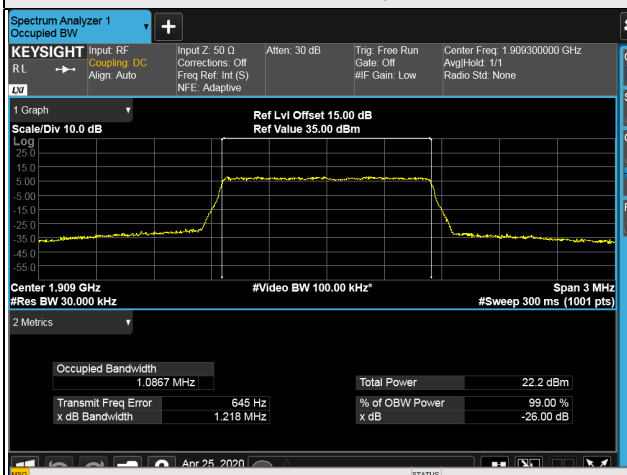 Spectrum Analyzer 1
Occupied BW
KEYSIGHT
RL
LXI
Input: RF
Coupling: DC
Align: Auto
Input Z: 50 Ω
Corrections: Off
Freq Ref: Int (S)
NFE: Adaptive
Atten: 30 dB
Trig: Free Run
Gate: Off
#IF Gain: Low
Center Freq: 1.909300000 GHz
Avg|Hold: 1/1
Radio Std: None
1 Graph
Scale/Div 10.0 dB
Ref Lvl Offset 15.00 dB
Ref Value 35.00 dBm
Log
25.0
15.0
5.00
-5.00
-15.0
-25.0
-35.0
-45.0
-55.0
Center 1.909 GHz
#Res BW 30.000 kHz
#Video BW 100.00 kHz*
Span 3 MHz
#Sweep 300 ms (1001 pts)
2 Metrics
Occupied Bandwidth
1.0867 MHz
Transmit Freq Error 645 Hz
x dB Bandwidth 1.218 MHz
Total Power 22.2 dBm
% of OBW Power 99.00 %
x dB -26.00 dB
Apr 25, 2020
MSG
STATUS